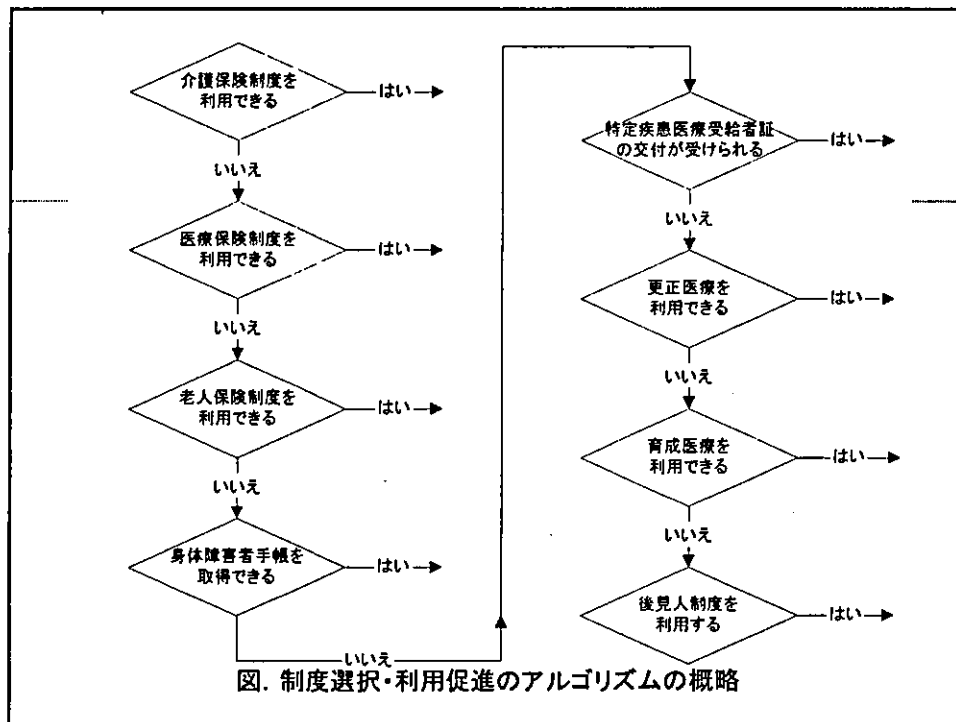 介護保険制度を
利用できる
はい
いいえ
医療保険制度を
利用できる
はい
いいえ
老人保険制度を
利用できる
はい
いいえ
身体障害者手帳を
取得できる
はい
いいえ
特定疾患医療受給者証
の交付が受けられる
はい
いいえ
更正医療を
利用できる
はい
いいえ
育成医療を
利用できる
はい
いいえ
後見人制度を
利用する
はい
図. 制度選択・利用促進のアルゴリズムの概略